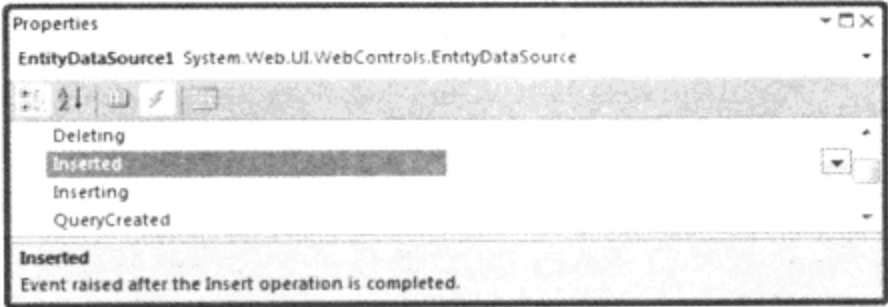 Properties
EntityDataSource1 System.Web.UI.WebControls.EntityDataSource
Deleting
Inserted
Inserting
QueryCreated
Inserted
Event raised after the Insert operation is completed.